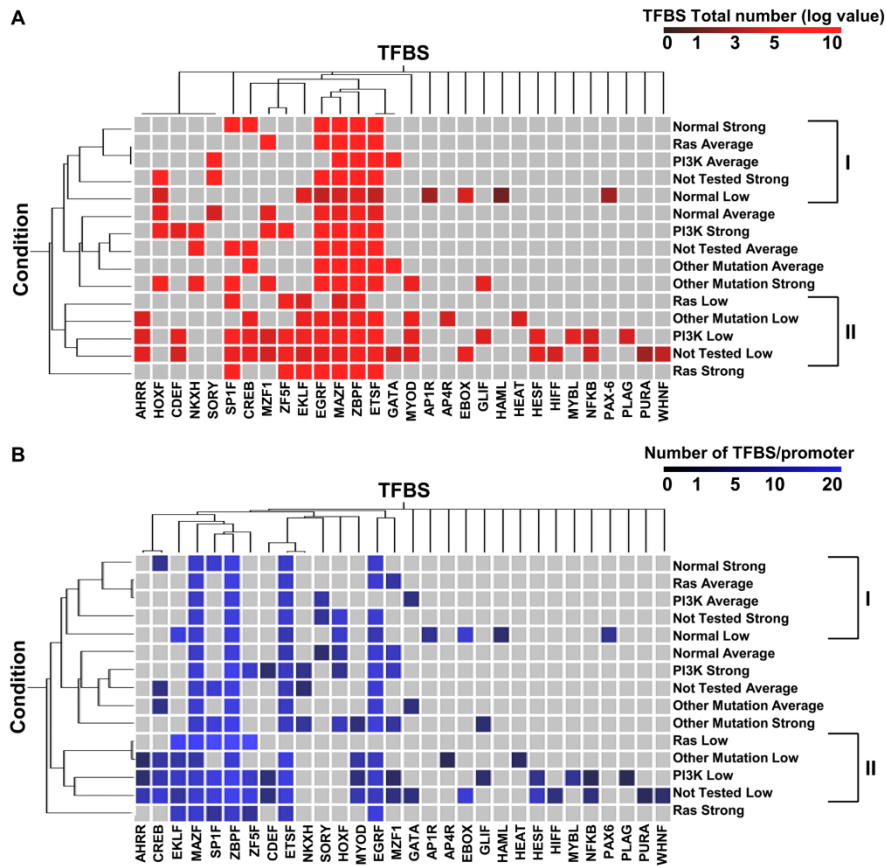 A
TFBS Total number (log value)
0 1 3 5 10
TFBS
Condition
Normal Strong
Ras Average
PI3K Average
Not Tested Strong
Normal Low
Normal Average
PI3K Strong
Not Tested Average
Other Mutation Average
Other Mutation Strong
Ras Low
Other Mutation Low
PI3K Low
Not Tested Low
Ras Strong
I
II
AHRR HOXF CDEF NKXH SORY SP1F CREB MZF1 ZF5F EKLF EGRF MAZF ZBPF ETSF GATA MYOD AP1R AP4R EBOX GLIF HAML HEAT HESF HIFF MYBL NFKB PAX-6 PLAG PURA WHNF
B
Number of TFBS/promoter
0 1 5 10 20
TFBS
Condition
Normal Strong
Ras Average
PI3K Average
Not Tested Strong
Normal Low
Normal Average
PI3K Strong
Not Tested Average
Other Mutation Average
Other Mutation Strong
Ras Low
Other Mutation Low
PI3K Low
Not Tested Low
Ras Strong
I
II
AHRR CREB EKLF MAZF SP1F ZBPF ZF5F CDEF ETSF NKXH SORY HOXF MYOD EGRF MZF1 GATA AP1R AP4R EBOX GLIF HAML HEAT HESF HIFF MYBL NFKB PAX6 PLAG PURA WHNF